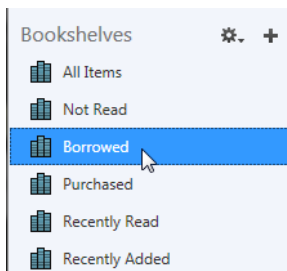 Bookshelves
All Items
Not Read
Borrowed
Purchased
Recently Read
Recently Added